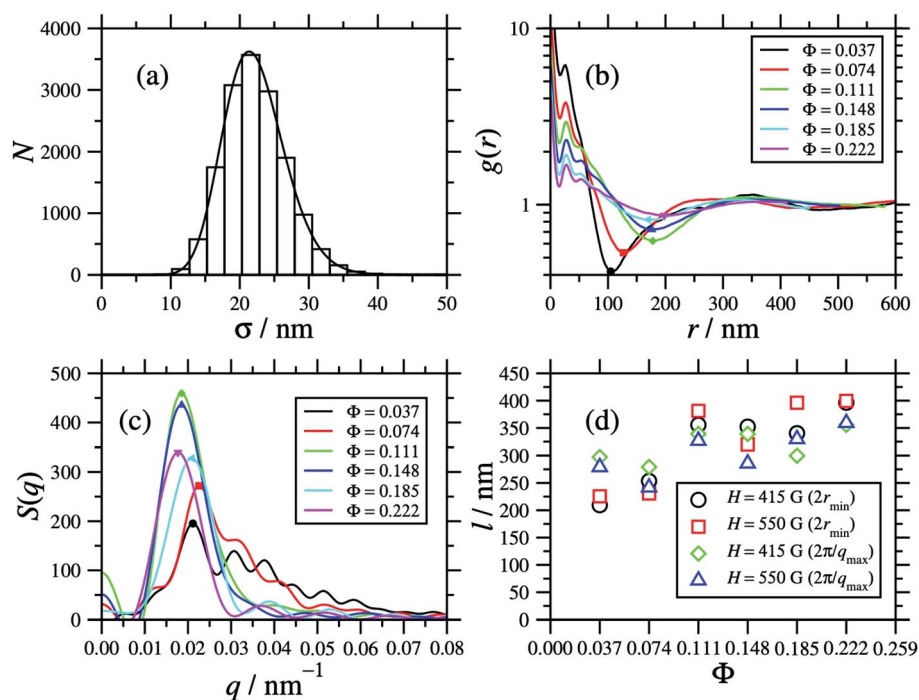 4000
3000
2000
1000
0
N
(a)
0 10 20 30 40 50
σ / nm
10
1
g(r)
(b)
Φ = 0.037
Φ = 0.074
Φ = 0.111
Φ = 0.148
Φ = 0.185
Φ = 0.222
0 100 200 300 400 500 600
r / nm
500
400
300
200
100
0
S(q)
(c)
Φ = 0.037
Φ = 0.074
Φ = 0.111
Φ = 0.148
Φ = 0.185
Φ = 0.222
0.00 0.01 0.02 0.03 0.04 0.05 0.06 0.07 0.08
q / nm⁻¹
450
400
350
300
250
200
150
100
50
0
l / nm
(d)
H = 415 G (2r_min)
H = 550 G (2r_min)
H = 415 G (2π/q_max)
H = 550 G (2π/q_max)
0.000 0.037 0.074 0.111 0.148 0.185 0.222 0.259
Φ